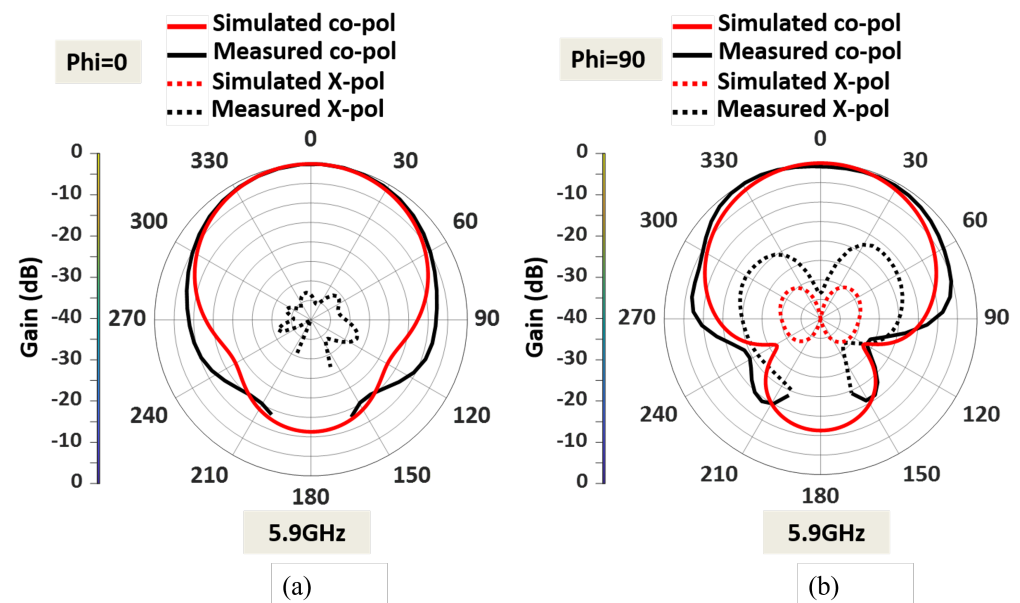 Simulated co-pol
Measured co-pol
Simulated X-pol
Measured X-pol
Phi=0
0
-10
-20
-30
-40
-30
-20
-10
0
Gain (dB)
0
30
60
90
120
150
180
210
240
270
300
330
5.9GHz
(a)
Simulated co-pol
Measured co-pol
Simulated X-pol
Measured X-pol
Phi=90
0
-10
-20
-30
-40
-30
-20
-10
0
Gain (dB)
0
30
60
90
120
150
180
210
240
270
300
330
5.9GHz
(b)